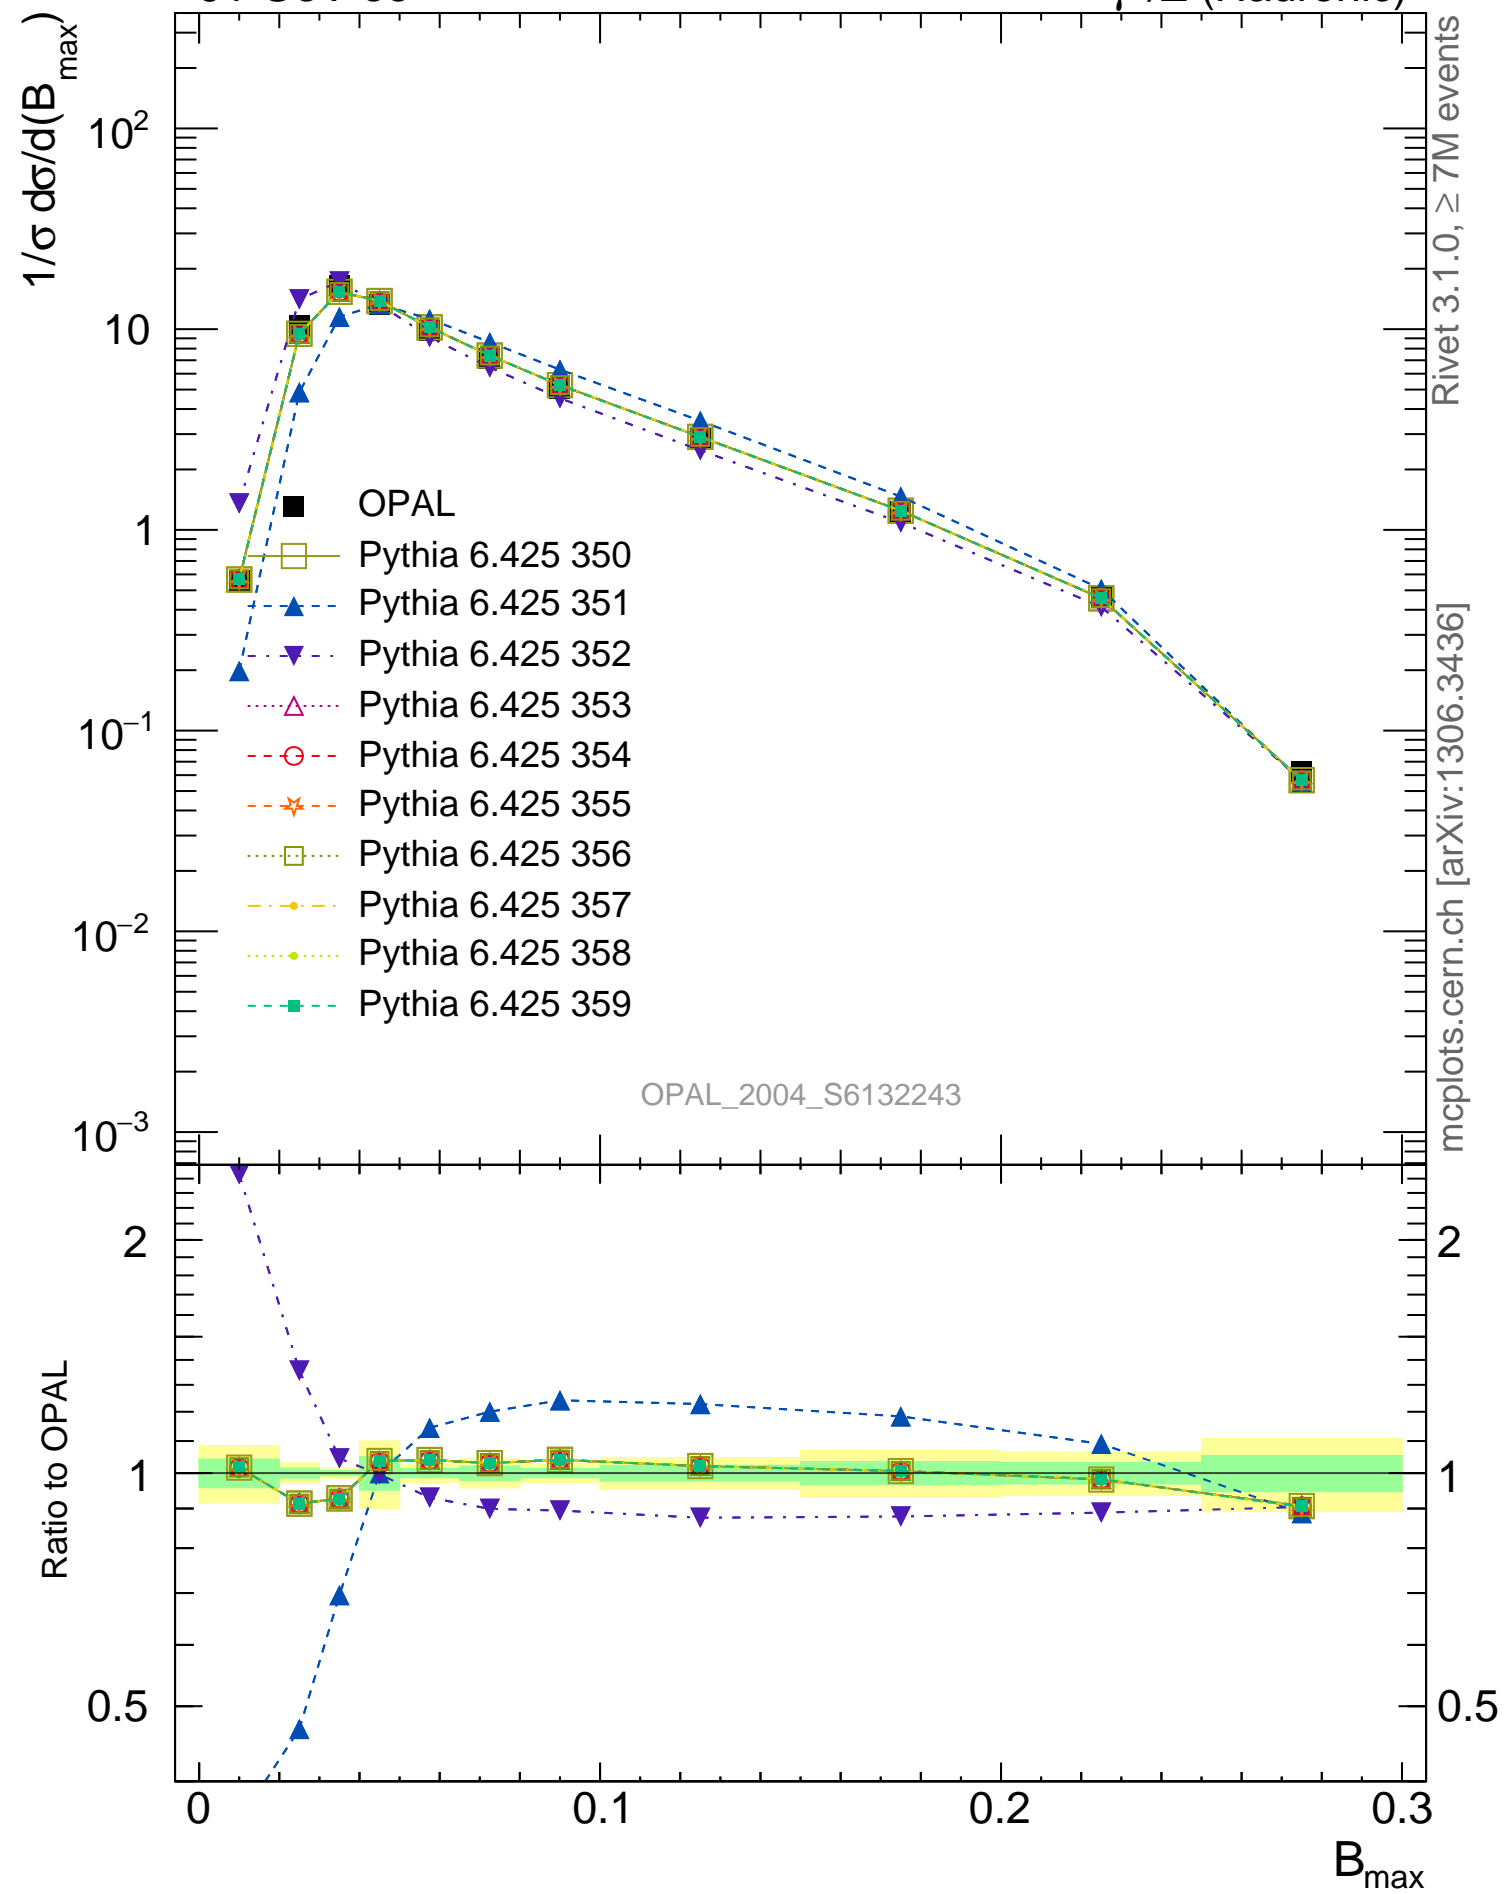 1/σ dσ/d(B_max)
10²
10
1
10⁻¹
10⁻²
10⁻³
OPAL
Pythia 6.425 350
Pythia 6.425 351
Pythia 6.425 352
Pythia 6.425 353
Pythia 6.425 354
Pythia 6.425 355
Pythia 6.425 356
Pythia 6.425 357
Pythia 6.425 358
Pythia 6.425 359
OPAL_2004_S6132243
Rivet 3.1.0, ≥ 7M events
mcplots.cern.ch [arXiv:1306.3436]
Ratio to OPAL
2
1
0.5
2
1
0.5
0
0.1
0.2
0.3
B_max